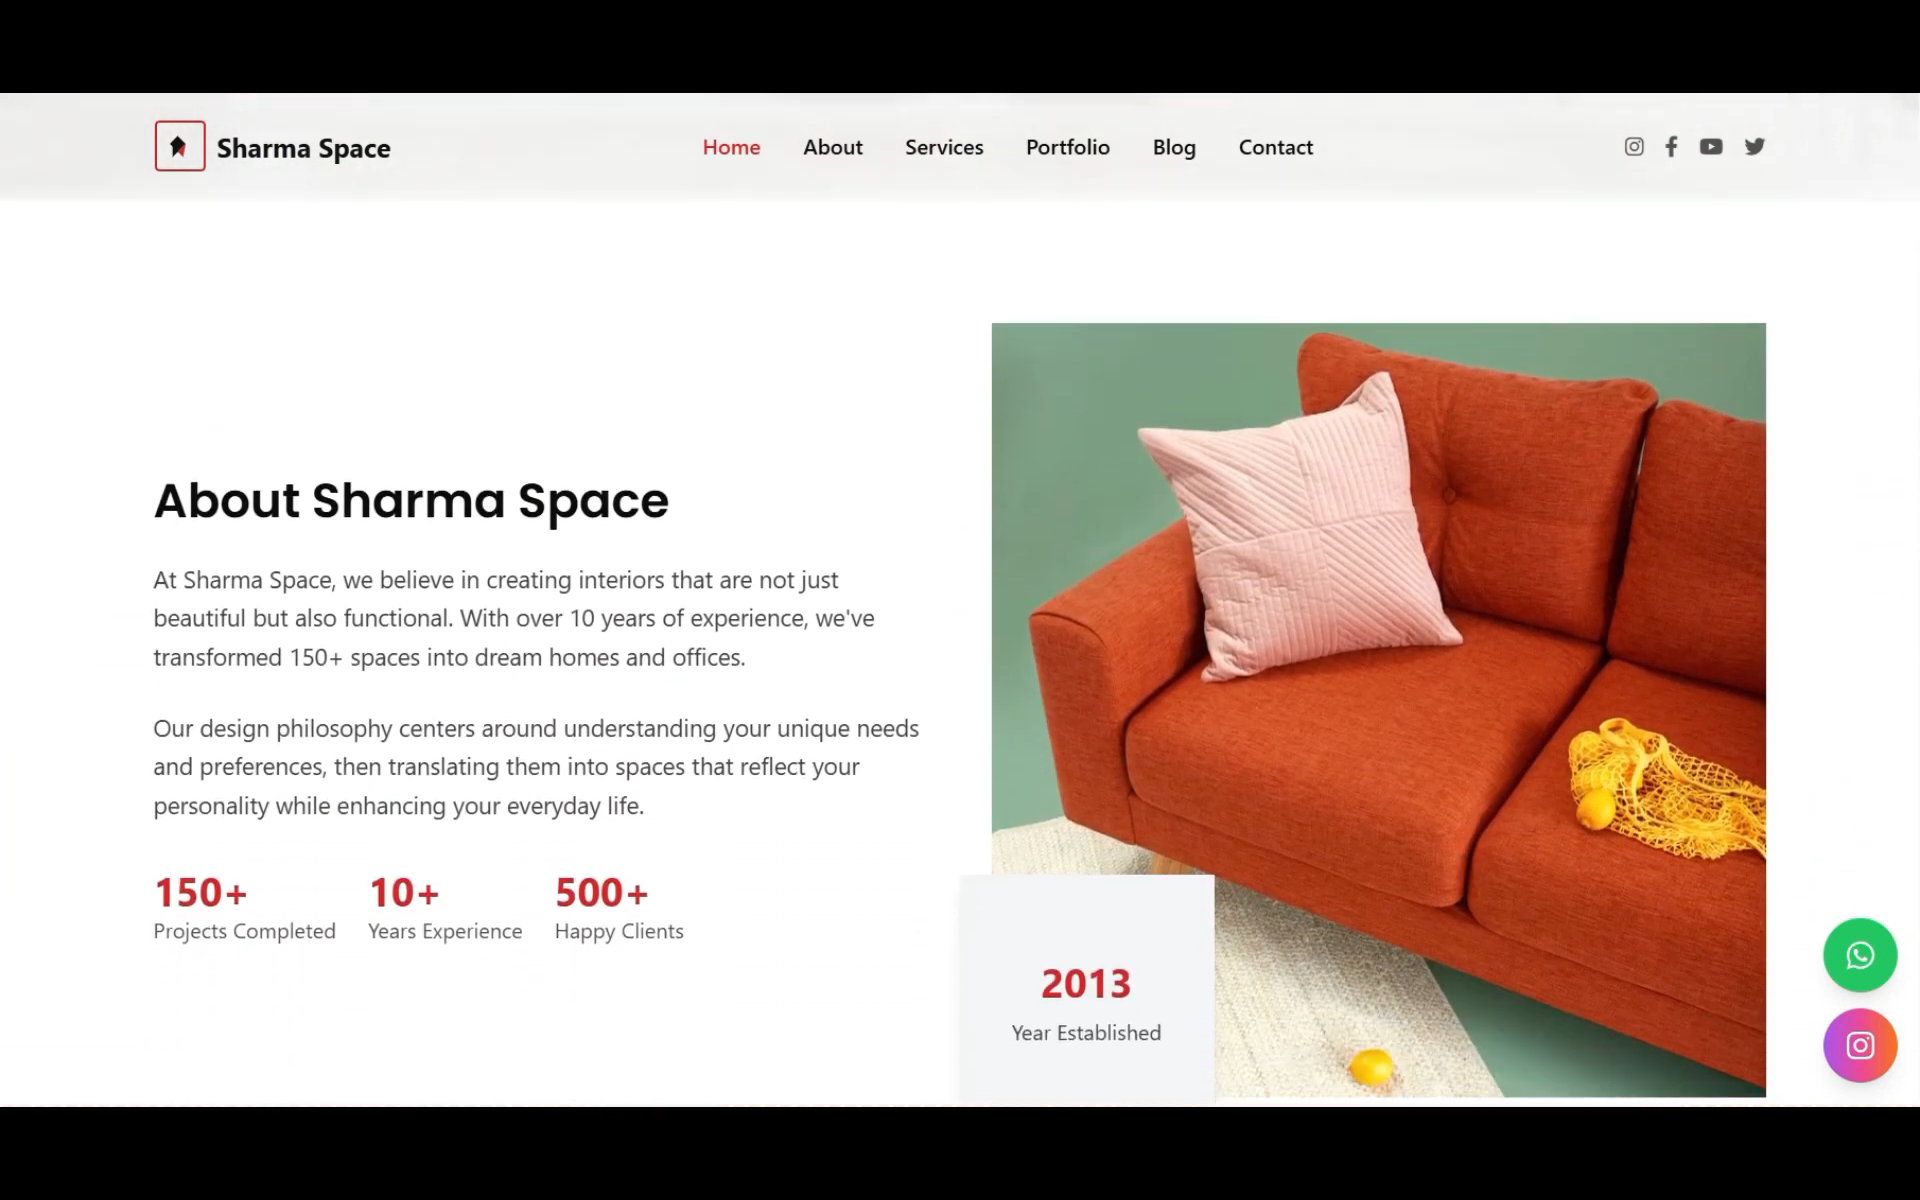 Sharma Space
Home About Services Portfolio Blog Contact
About Sharma Space
At Sharma Space, we believe in creating interiors that are not just
beautiful but also functional. With over 10 years of experience, we've
transformed 150+ spaces into dream homes and offices.
Our design philosophy centers around understanding your unique needs
and preferences, then translating them into spaces that reflect your
personality while enhancing your everyday life.
150+ 10+ 500+
Projects Completed Years Experience Happy Clients
2013
Year Established